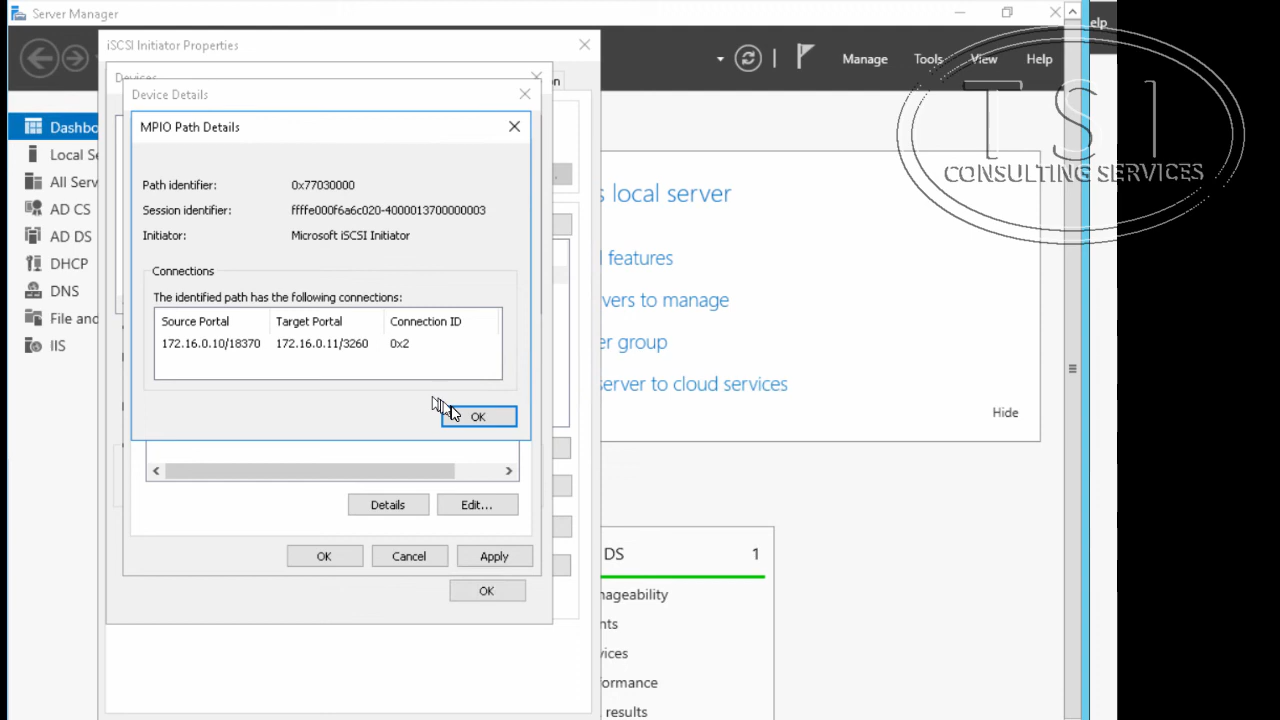 Server Manager
elp
iSCSI Initiator Properties
Manage Tools View Help
Devices
Device Details
MPIO Path Details
Path identifier: 0x77030000
Session identifier: ffffe000f6a6c020-4000013700000003
Initiator: Microsoft iSCSI Initiator
Connections
The identified path has the following connections:
Source Portal Target Portal Connection ID
172.16.0.10/18370 172.16.0.11/3260 0x2
OK
Details Edit...
OK Cancel Apply
OK
Dashbo
Local Se
All Serv
AD CS
AD DS
DHCP
DNS
File and
IIS
s local server
features
vers to manage
er group
server to cloud services
Hide
DS 1
nageability
nts
vices
ormance
results
TSI
CONSULTING SERVICES